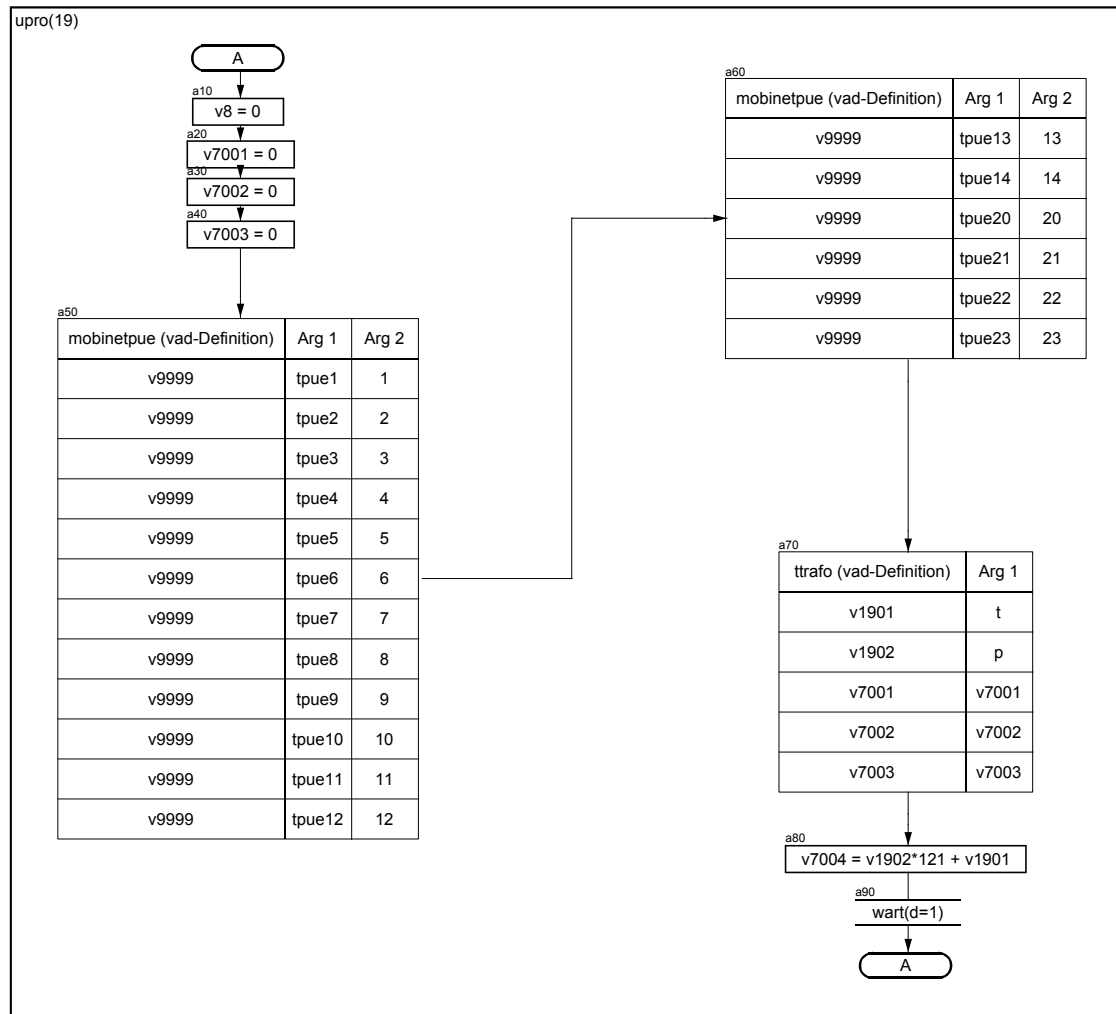 upro(19)
A
a10
v8 = 0
a20
v7001 = 0
a30
v7002 = 0
a40
v7003 = 0
a50
mobinetpue (vad-Definition) Arg 1 Arg 2
v9999 tpue1 1
v9999 tpue2 2
v9999 tpue3 3
v9999 tpue4 4
v9999 tpue5 5
v9999 tpue6 6
v9999 tpue7 7
v9999 tpue8 8
v9999 tpue9 9
v9999 tpue10 10
v9999 tpue11 11
v9999 tpue12 12
a60
mobinetpue (vad-Definition) Arg 1 Arg 2
v9999 tpue13 13
v9999 tpue14 14
v9999 tpue20 20
v9999 tpue21 21
v9999 tpue22 22
v9999 tpue23 23
a70
ttrafo (vad-Definition) Arg 1
v1901 t
v1902 p
v7001 v7001
v7002 v7002
v7003 v7003
a80
v7004 = v1902*121 + v1901
a90
wart(d=1)
A